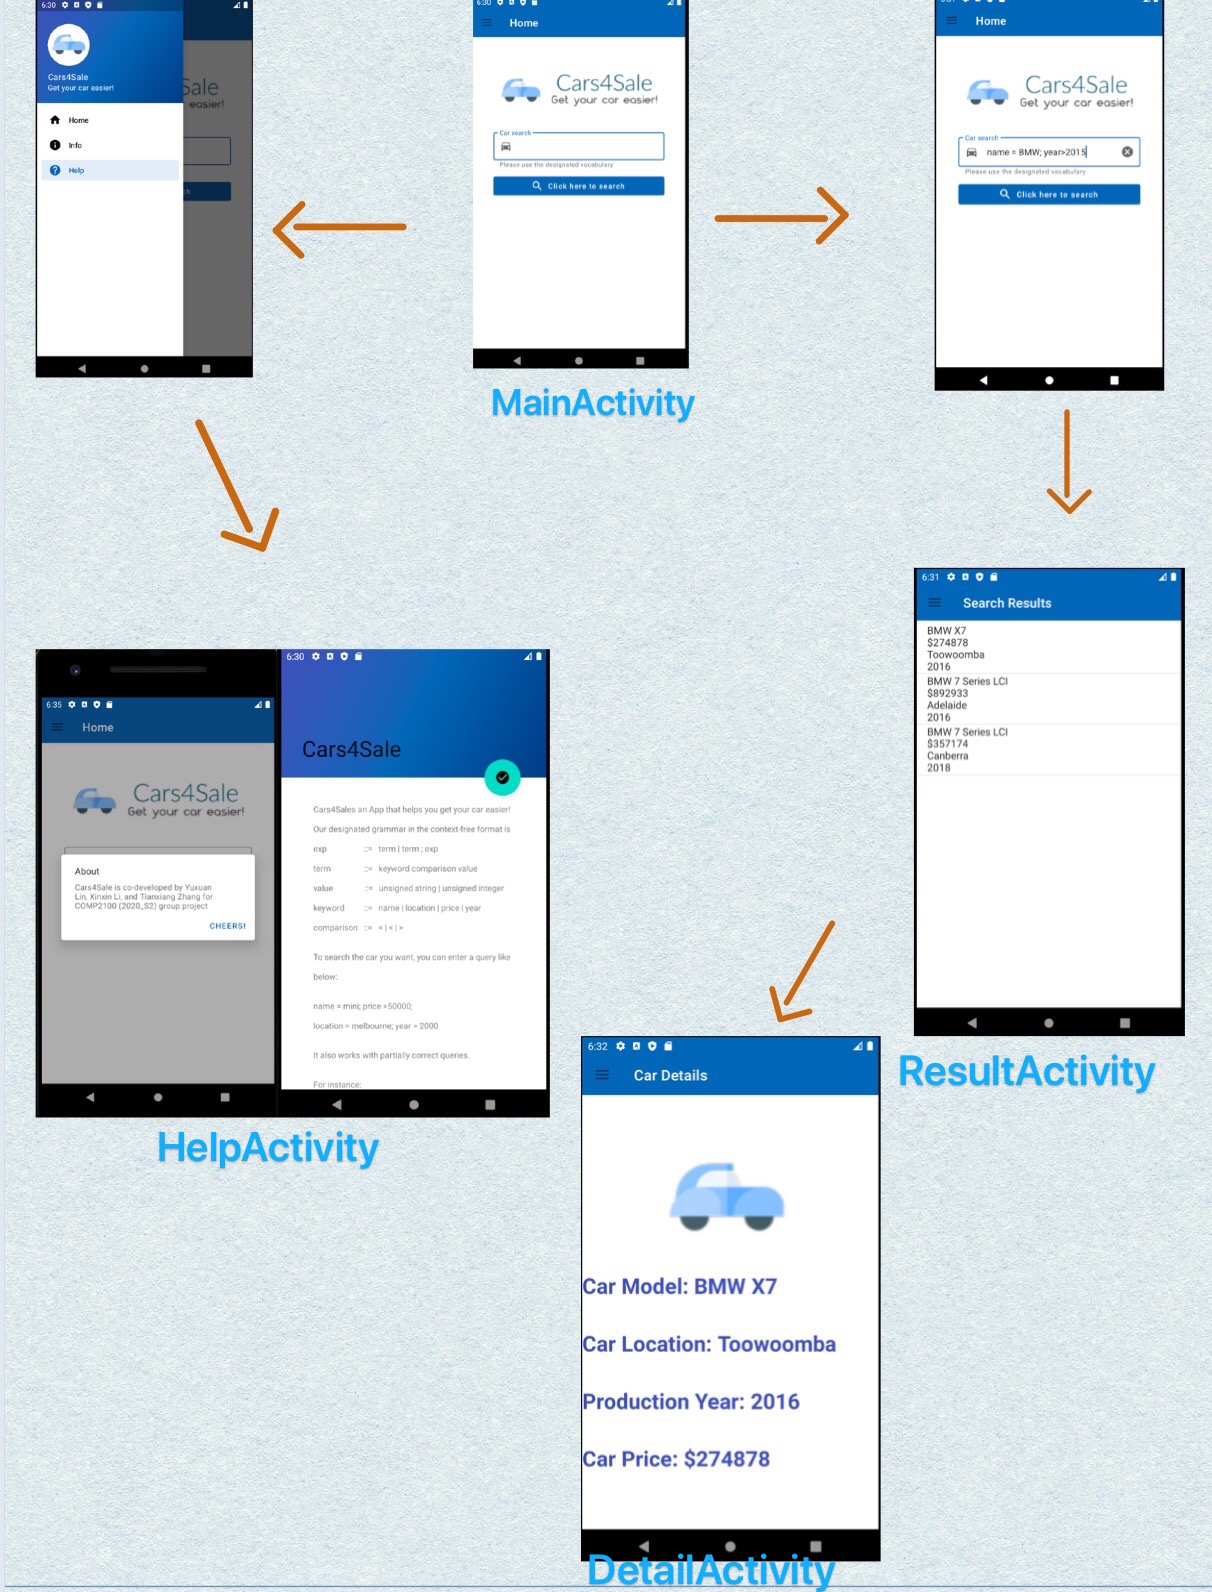 6:30
Cars4Sale
Get your car easier!
Home
Info
Help
Sale
easier!
ch
6:30
Home
Cars4Sale
Get your car easier!
Car search
Please use the designated vocabulary
Click here to search
MainActivity
Home
Cars4Sale
Get your car easier!
Car search
name = BMW; year>2015
Please use the designated vocabulary
Click here to search
6:31
Search Results
BMW X7
$274878
Toowoomba
2016
BMW 7 Series LCI
$892933
Adelaide
2016
BMW 7 Series LCI
$357174
Canberra
2018
ResultActivity
6:35
Home
Cars4Sale
Get your car easier!
About
Cars4Sale is co-developed by Yuxuan
Lin, Xinxin Li, and Tianxiang Zhang for
COMP2100 (2020_S2) group project
CHEERS!
6:30
Cars4Sale
Cars4Sales an App that helps you get your car easier!
Our designated grammar in the context-free format is
exp ::= term | term ; exp
term ::= keyword comparison value
value ::= unsigned string | unsigned integer
keyword ::= name | location | price | year
comparison ::= = | < | >
To search the car you want, you can enter a query like
below:
name = mini; price >50000;
location = melbourne; year > 2000
It also works with partially correct queries.
For instance:
HelpActivity
6:32
Car Details
Car Model: BMW X7
Car Location: Toowoomba
Production Year: 2016
Car Price: $274878
DetailActivity